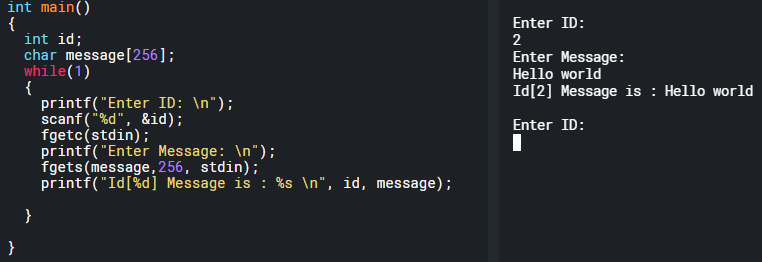 int main()
{
int id;
char message[256];
while(1)
{
printf("Enter ID: \n");
scanf("%d", &id);
fgetc(stdin);
printf("Enter Message: \n");
fgets(message,256, stdin);
printf("Id[%d] Message is : %s \n", id, message);
}
}
Enter ID:
2
Enter Message:
Hello world
Id[2] Message is : Hello world
Enter ID: